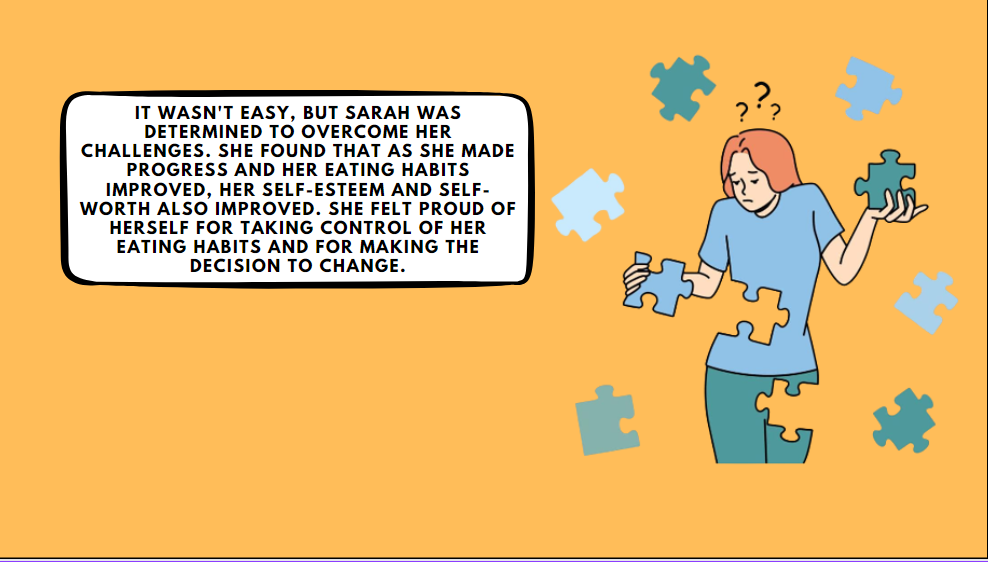 IT WASN'T EASY, BUT SARAH WAS
DETERMINED TO OVERCOME HER
CHALLENGES. SHE FOUND THAT AS SHE MADE
PROGRESS AND HER EATING HABITS
IMPROVED, HER SELF-ESTEEM AND SELF-
WORTH ALSO IMPROVED. SHE FELT PROUD OF
HERSELF FOR TAKING CONTROL OF HER
EATING HABITS AND FOR MAKING THE
DECISION TO CHANGE.
? ? ?